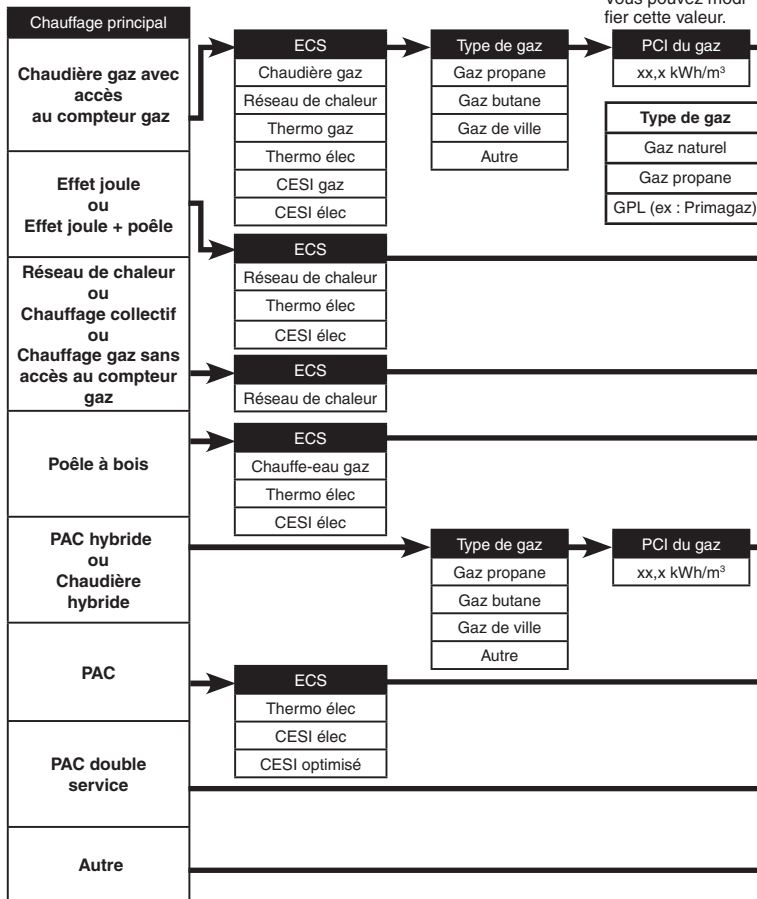 Vous pouvez modi-
fier cette valeur.
Chauffage principal
Chaudière gaz avec
accès
au compteur gaz
ECS
Chaudière gaz
Réseau de chaleur
Thermo gaz
Thermo élec
CESI gaz
CESI élec
Type de gaz
Gaz propane
Gaz butane
Gaz de ville
Autre
PCI du gaz
xx,x kWh/m³
Type de gaz
Gaz naturel
Gaz propane
GPL (ex : Primagaz)
Effet joule
ou
Effet joule + poêle
ECS
Réseau de chaleur
Thermo élec
CESI élec
Réseau de chaleur
ou
Chauffage collectif
ou
Chauffage gaz sans
accès au compteur
gaz
ECS
Réseau de chaleur
Poêle à bois
ECS
Chauffe-eau gaz
Thermo élec
CESI élec
PAC hybride
ou
Chaudière
hybride
Type de gaz
Gaz propane
Gaz butane
Gaz de ville
Autre
PCI du gaz
xx,x kWh/m³
PAC
ECS
Thermo élec
CESI élec
CESI optimisé
PAC double
service
Autre